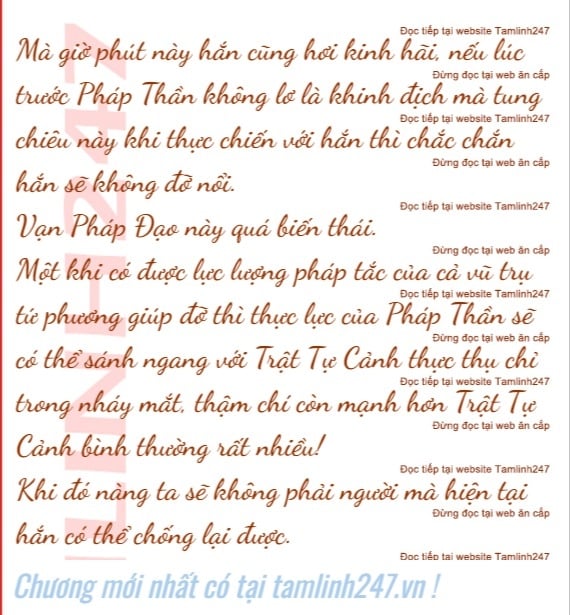 Đọc tiếp tại website Tamlinh247
Mà giờ phút này hắn cũng hơi kinh hãi, nếu lúc
Đừng đọc tại web ăn cắp
trước Pháp Thần không lơ là khinh địch mà tung
Đọc tiếp tại website Tamlinh247
chiêu này khi thực chiến với hắn thì chắc chắn
Đừng đọc tại web ăn cắp
hắn sẽ không đỡ nổi.
Đọc tiếp tại website Tamlinh247
Vạn Pháp Đạo này quá biến thái.
Đừng đọc tại web ăn cắp
Một khi có được lực lượng pháp tắc của cả vũ trụ
Đọc tiếp tại website Tamlinh247
tứ phương giúp đỡ thì thực lực của Pháp Thần sẽ
Đừng đọc tại web ăn cắp
có thể sánh ngang với Trật Tự Cảnh thực thụ chỉ
Đọc tiếp tại website Tamlinh247
trong nháy mắt, thậm chí còn mạnh hơn Trật Tự
Đừng đọc tại web ăn cắp
Cảnh bình thường rất nhiều!
Đọc tiếp tại website Tamlinh247
Khi đó nàng ta sẽ không phải người mà hiện tại
Đừng đọc tại web ăn cắp
hắn có thể chống lại được.
Đọc tiếp tại website Tamlinh247
Chương mới nhất có tại tamlinh247.vn !
LINH247